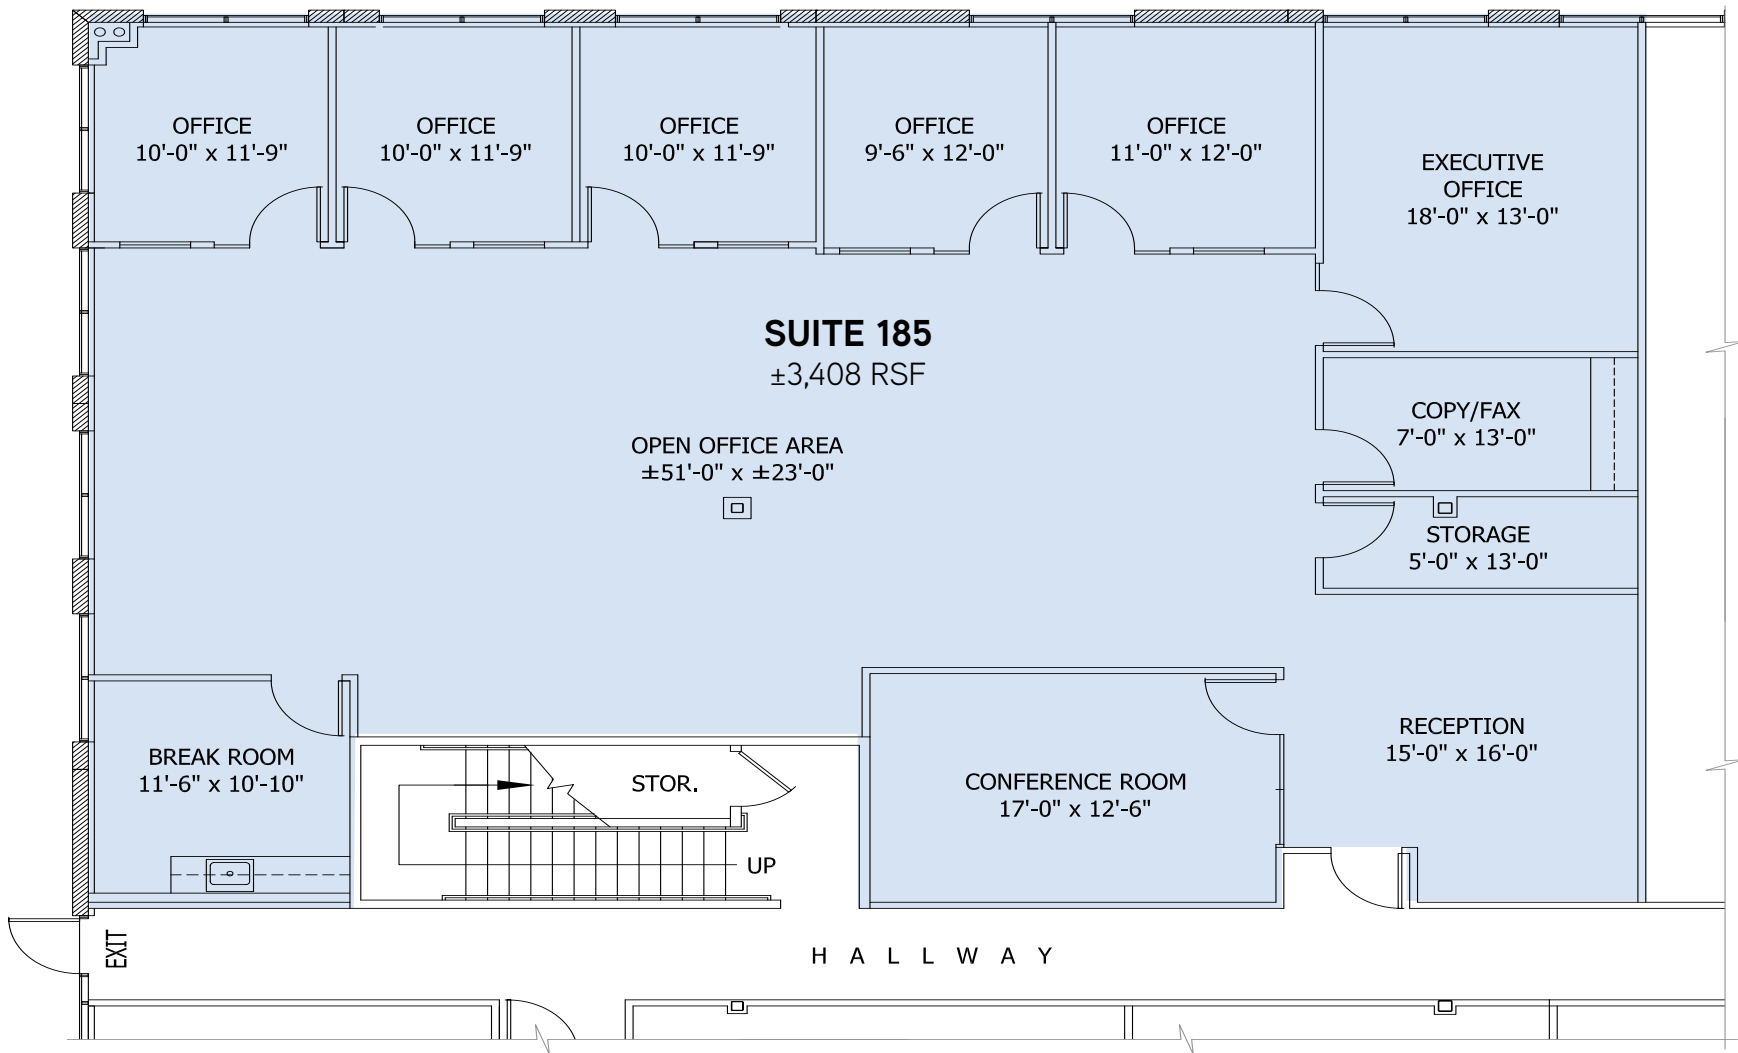 OFFICE
10'-0" x 11'-9"
OFFICE
10'-0" x 11'-9"
OFFICE
10'-0" x 11'-9"
OFFICE
9'-6" x 12'-0"
OFFICE
11'-0" x 12'-0"
EXECUTIVE
OFFICE
18'-0" x 13'-0"
SUITE 185
±3,408 RSF
COPY/FAX
7'-0" x 13'-0"
OPEN OFFICE AREA
±51'-0" x ±23'-0"
STORAGE
5'-0" x 13'-0"
RECEPTION
15'-0" x 16'-0"
BREAK ROOM
11'-6" x 10'-10"
STOR.
CONFERENCE ROOM
17'-0" x 12'-6"
UP
EXIT
HALLWAY